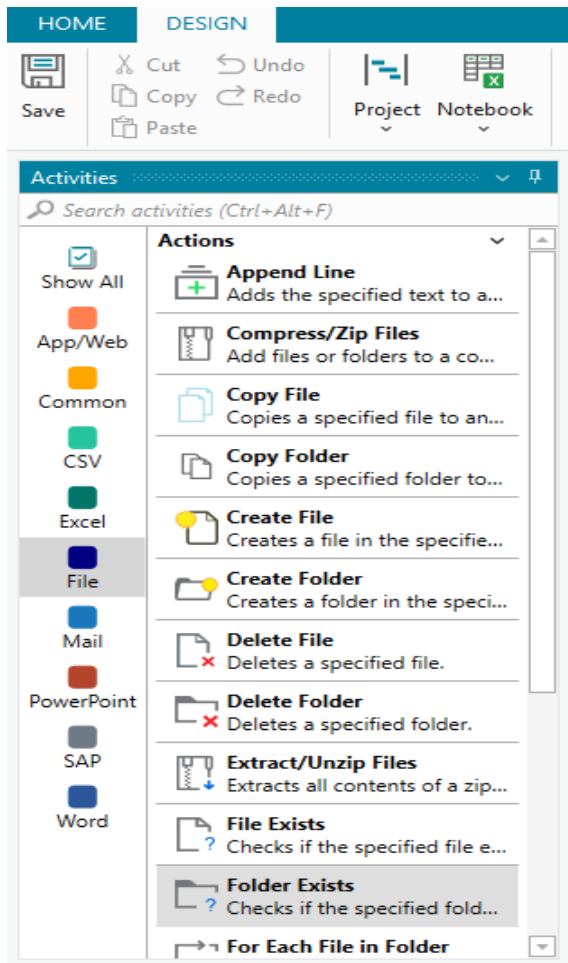 HOME DESIGN
Cut Undo
Copy Redo
Paste
Save
Project Notebook
Activities
Search activities (Ctrl+Alt+F)
Show All
App/Web
Common
CSV
Excel
File
Mail
PowerPoint
SAP
Word
Actions
Append Line
Adds the specified text to a...
Compress/Zip Files
Add files or folders to a co...
Copy File
Copies a specified file to an...
Copy Folder
Copies a specified folder to...
Create File
Creates a file in the specifie...
Create Folder
Creates a folder in the speci...
Delete File
Deletes a specified file.
Delete Folder
Deletes a specified folder.
Extract/Unzip Files
Extracts all contents of a zip...
File Exists
Checks if the specified file e...
Folder Exists
Checks if the specified fold...
For Each File in Folder